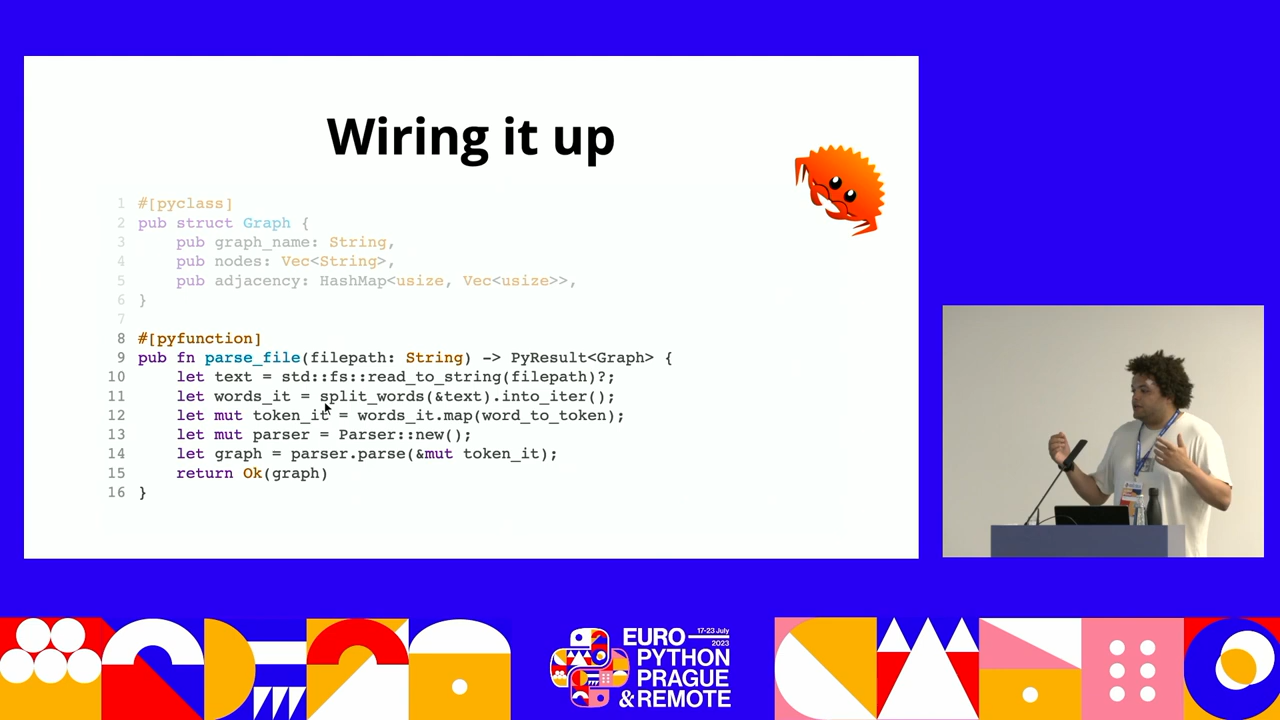 Wiring it up
1 #[pyclass]
2 pub struct Graph {
3     pub graph_name: String,
4     pub nodes: Vec<String>,
5     pub adjacency: HashMap<usize, Vec<usize>>,
6 }
7
8 #[pyfunction]
9 pub fn parse_file(filepath: String) -> PyResult<Graph> {
10     let text = std::fs::read_to_string(filepath)?;
11     let words_it = split_words(&text).into_iter();
12     let mut token_it = words_it.map(word_to_token);
13     let mut parser = Parser::new();
14     let graph = parser.parse(&mut token_it);
15     return Ok(graph)
16 }
17-23 July
2023
EURO
PYTHON
PRAGUE
& REMOTE